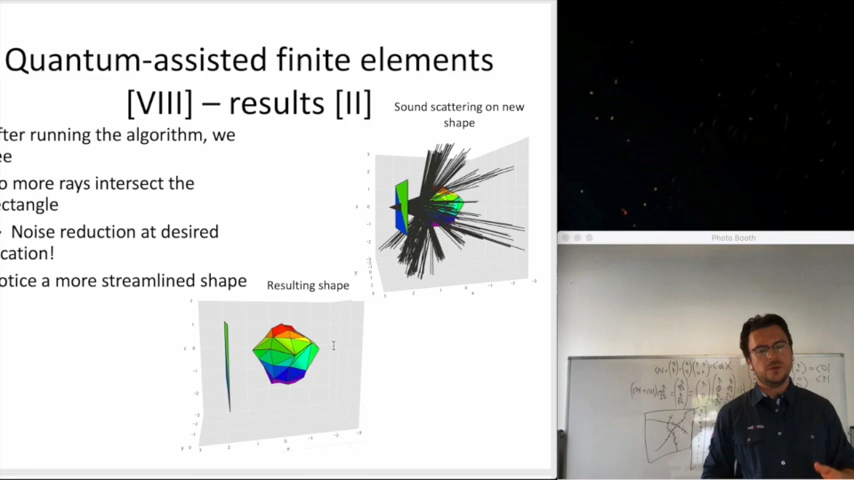 Quantum-assisted finite elements
[VIII] – results [II]
Sound scattering on new
shape
fter running the algorithm, we
ee
o more rays intersect the
ectangle
Noise reduction at desired
cation!
otice a more streamlined shape
Resulting shape
Photo Booth